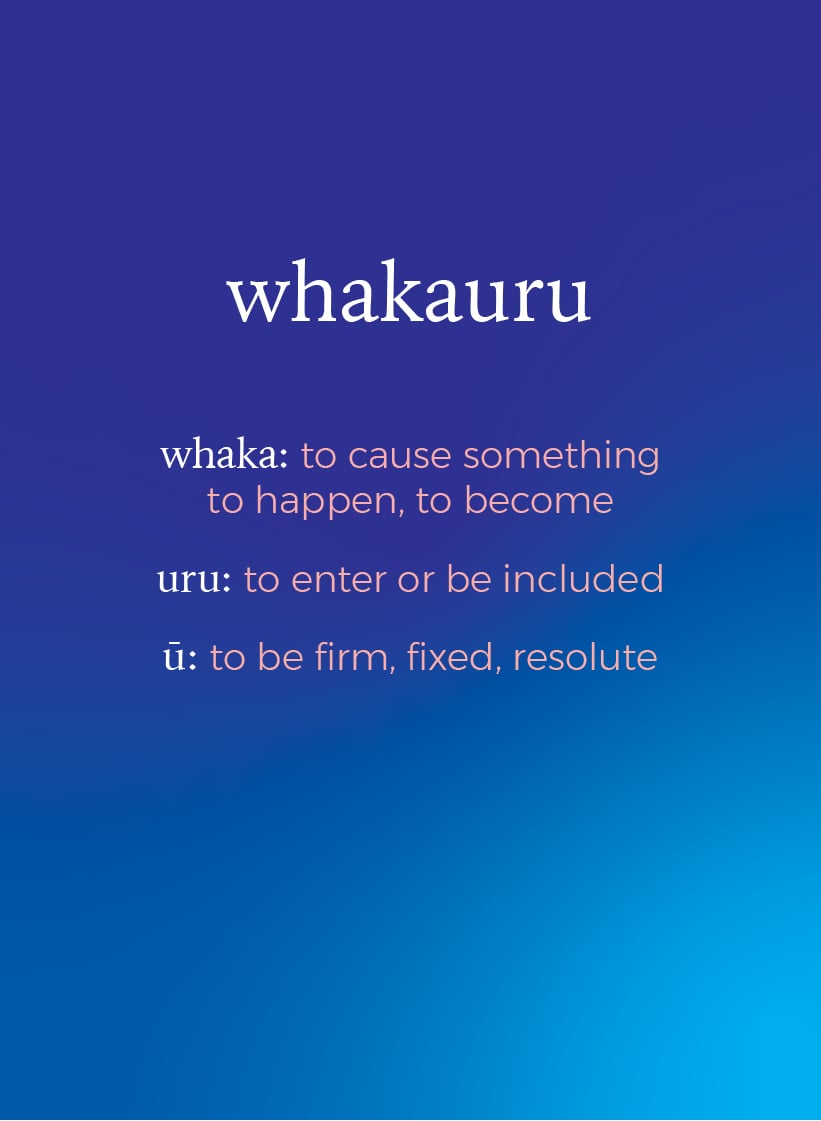 whakauru
whaka: to cause something
to happen, to become
uru: to enter or be included
ū: to be firm, fixed, resolute